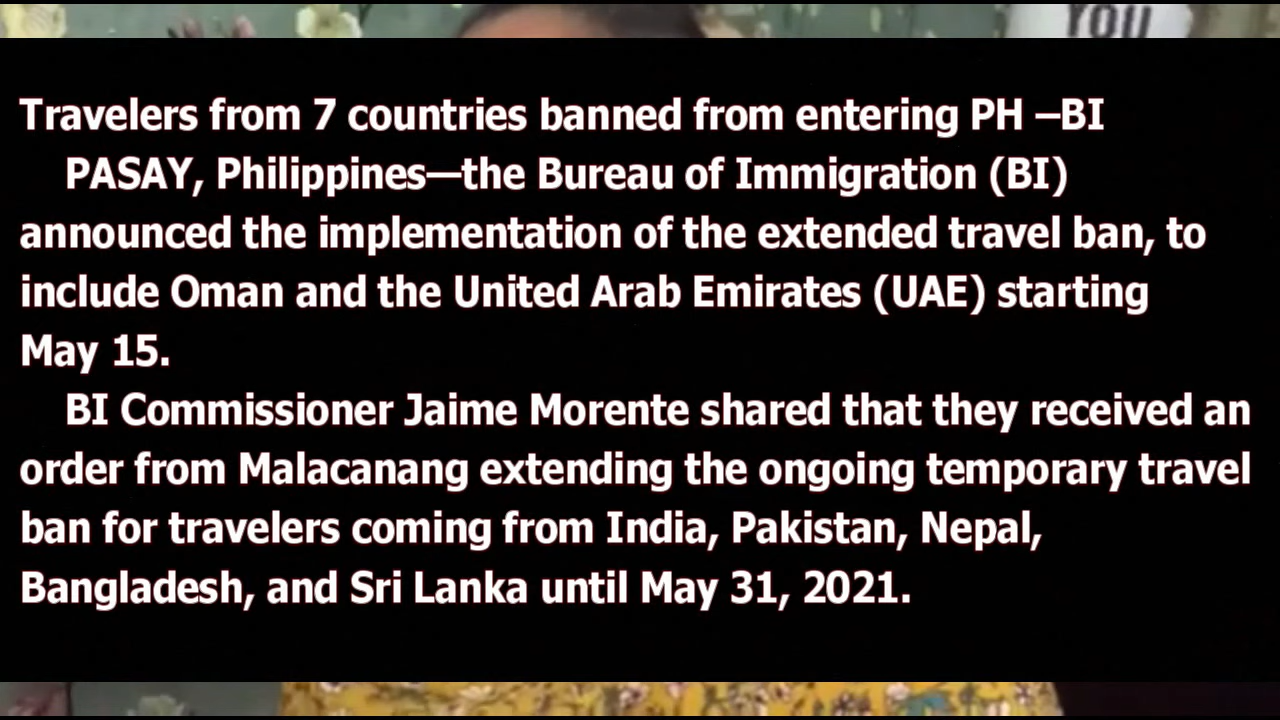 YOU
Travelers from 7 countries banned from entering PH –BI
PASAY, Philippines—the Bureau of Immigration (BI)
announced the implementation of the extended travel ban, to
include Oman and the United Arab Emirates (UAE) starting
May 15.
BI Commissioner Jaime Morente shared that they received an
order from Malacanang extending the ongoing temporary travel
ban for travelers coming from India, Pakistan, Nepal,
Bangladesh, and Sri Lanka until May 31, 2021.